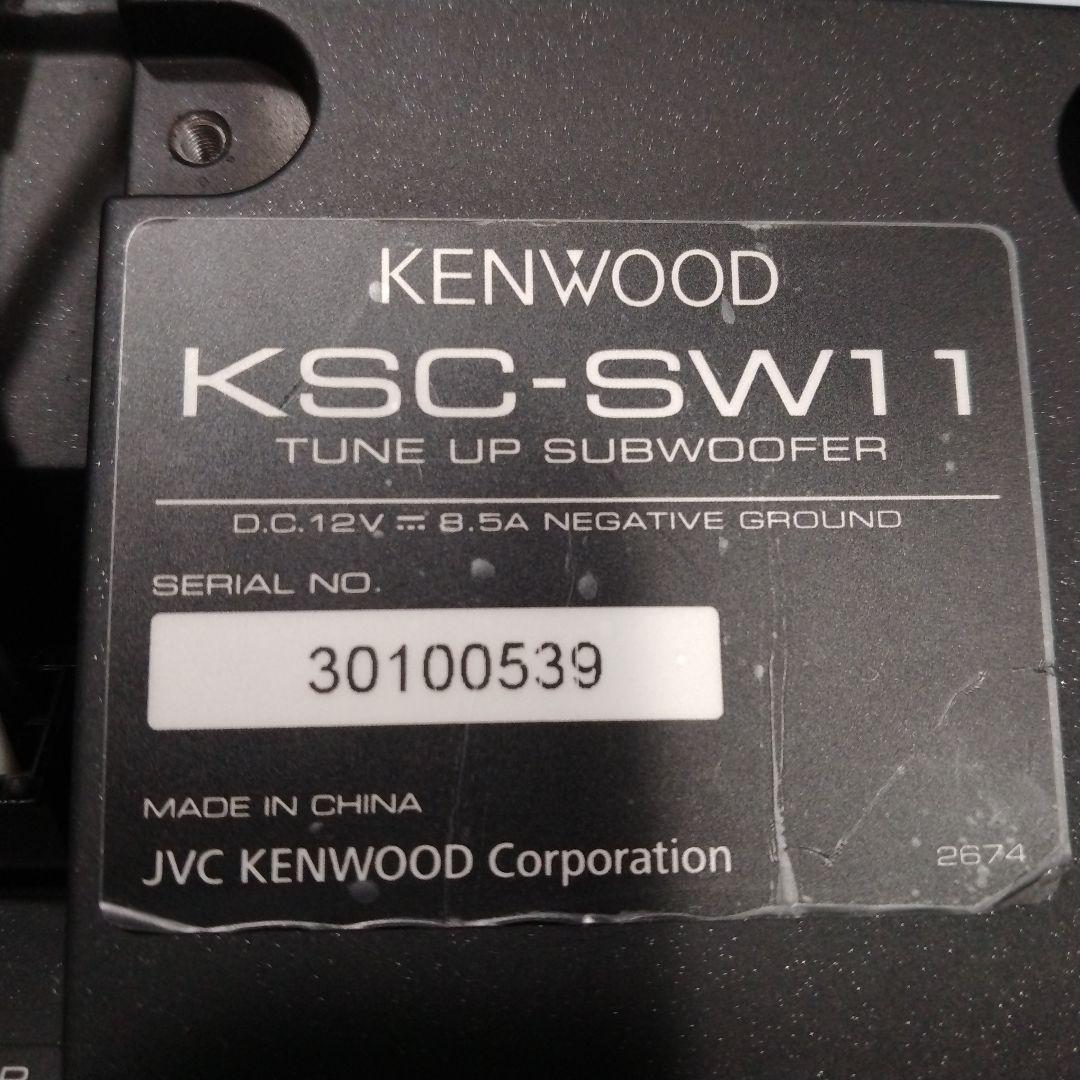 KENWOOD
KSC-SW11
TUNE UP SUBWOOFER
D.C.12V ⎓ 8.5A NEGATIVE GROUND
SERIAL NO.
30100539
MADE IN CHINA
JVC KENWOOD Corporation
2674